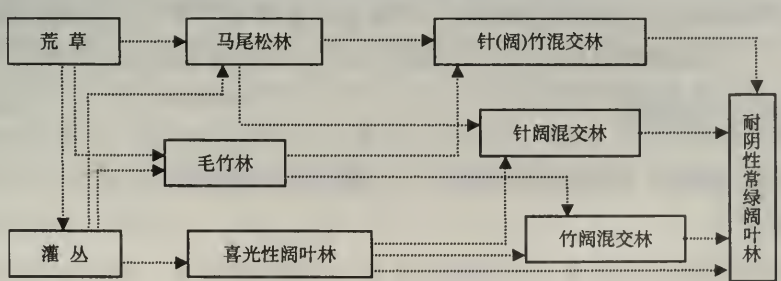 荒草
马尾松林
针(阔)竹混交林
针阔混交林
毛竹林
耐阴性常绿阔叶林
灌丛
喜光性阔叶林
竹阔混交林